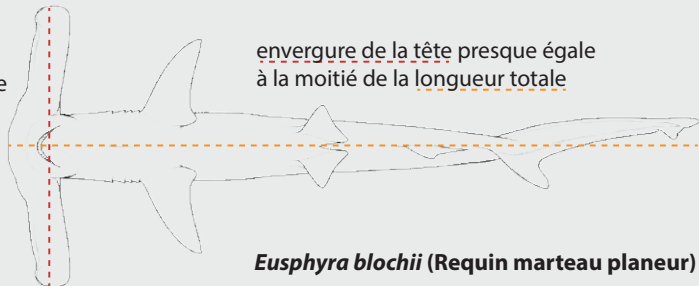 envergure de la tête presque égale
à la moitié de la longueur totale
e
Eusphyra blochii (Requin marteau planeur)